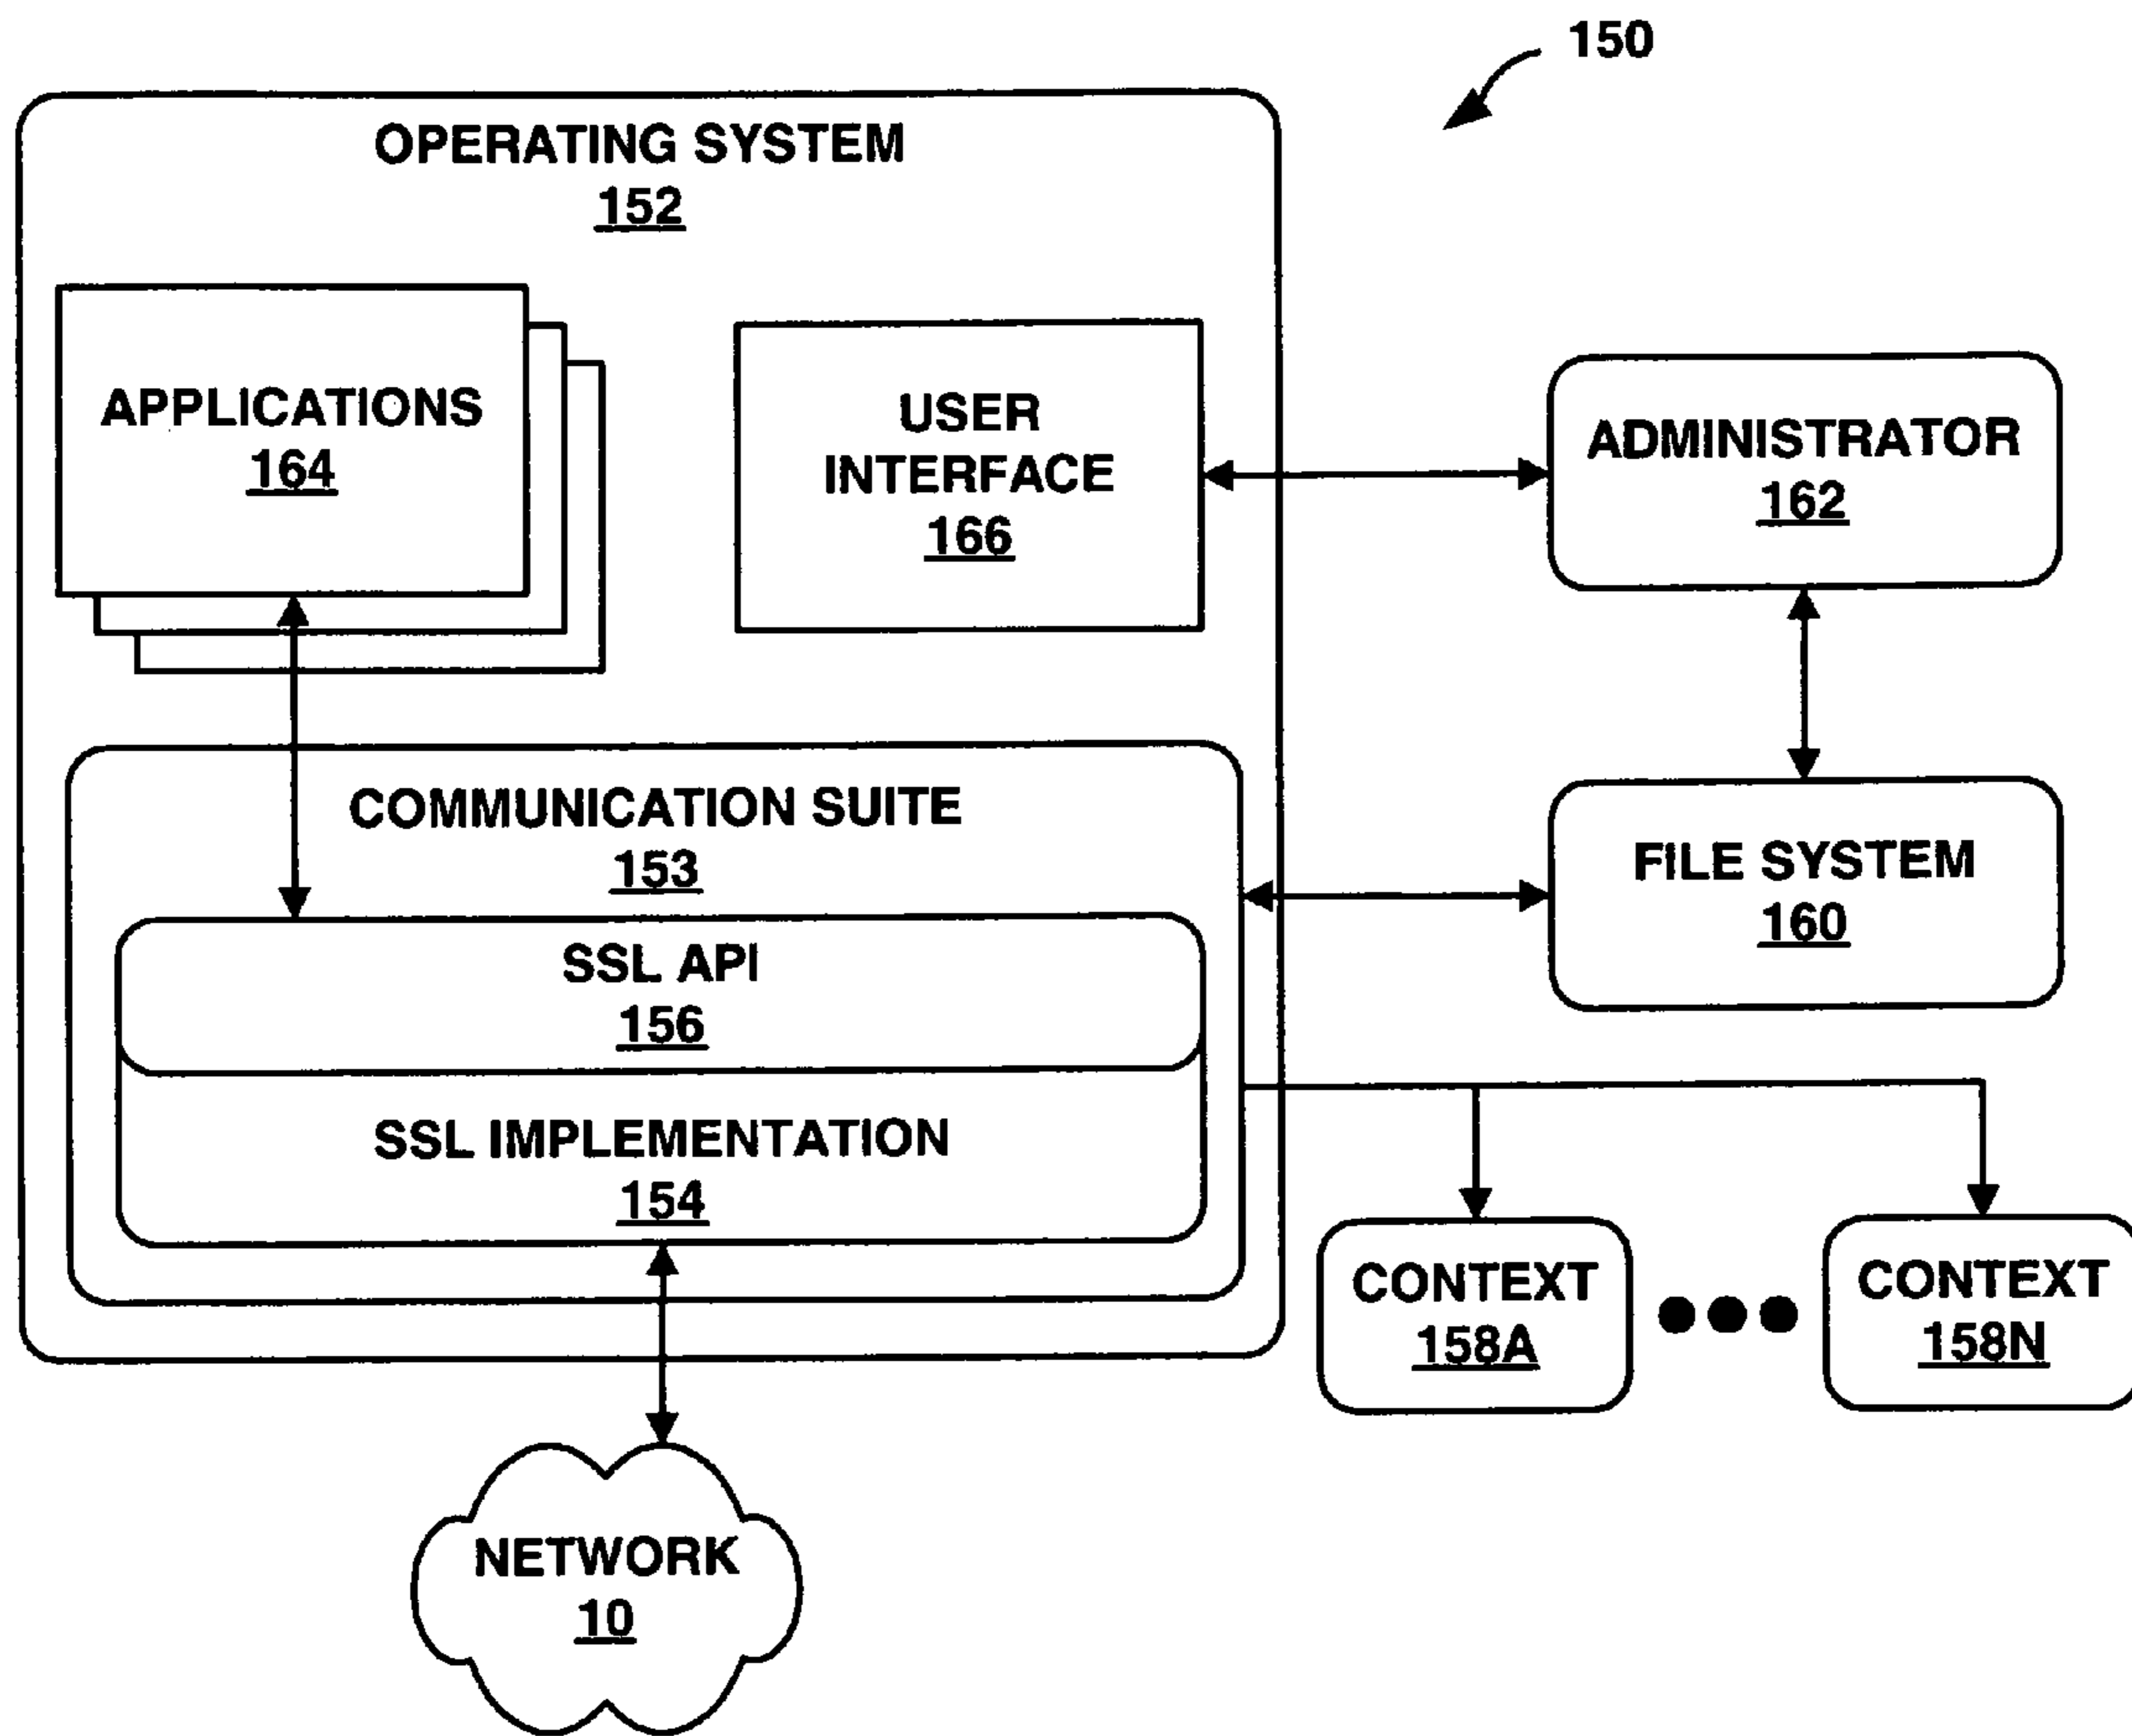 150
OPERATING SYSTEM
152
APPLICATIONS
164
USER
INTERFACE
166
ADMINISTRATOR
162
COMMUNICATION SUITE
153
FILE SYSTEM
160
SSL API
156
SSL IMPLEMENTATION
154
CONTEXT
158A
CONTEXT
158N
NETWORK
10